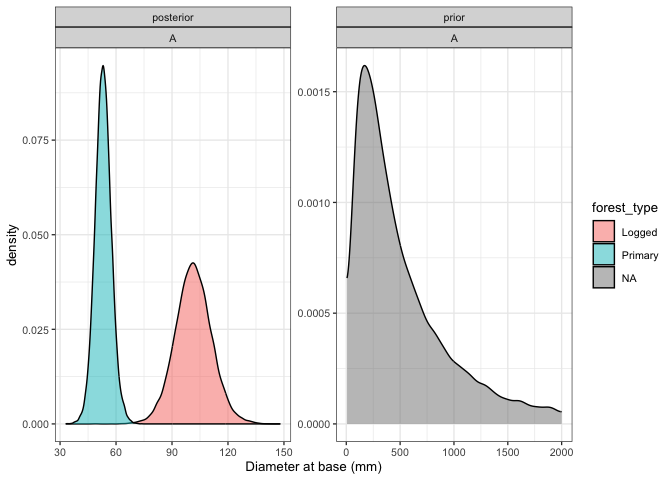 posterior
prior
A
A
density
0.075
0.050
0.025
0.000
0.0015
0.0010
0.0005
0.0000
30 60 90 120 150
0 500 1000 1500 2000
Diameter at base (mm)
forest_type
Logged
Primary
NA